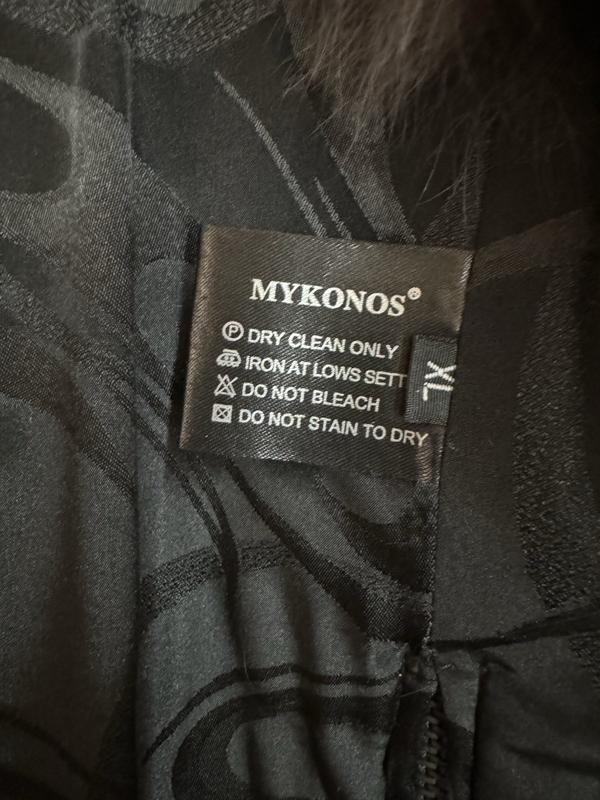 MYKONOS®
Ⓟ DRY CLEAN ONLY
IRON AT LOWS SETT
DO NOT BLEACH
DO NOT STAIN TO DRY
XL